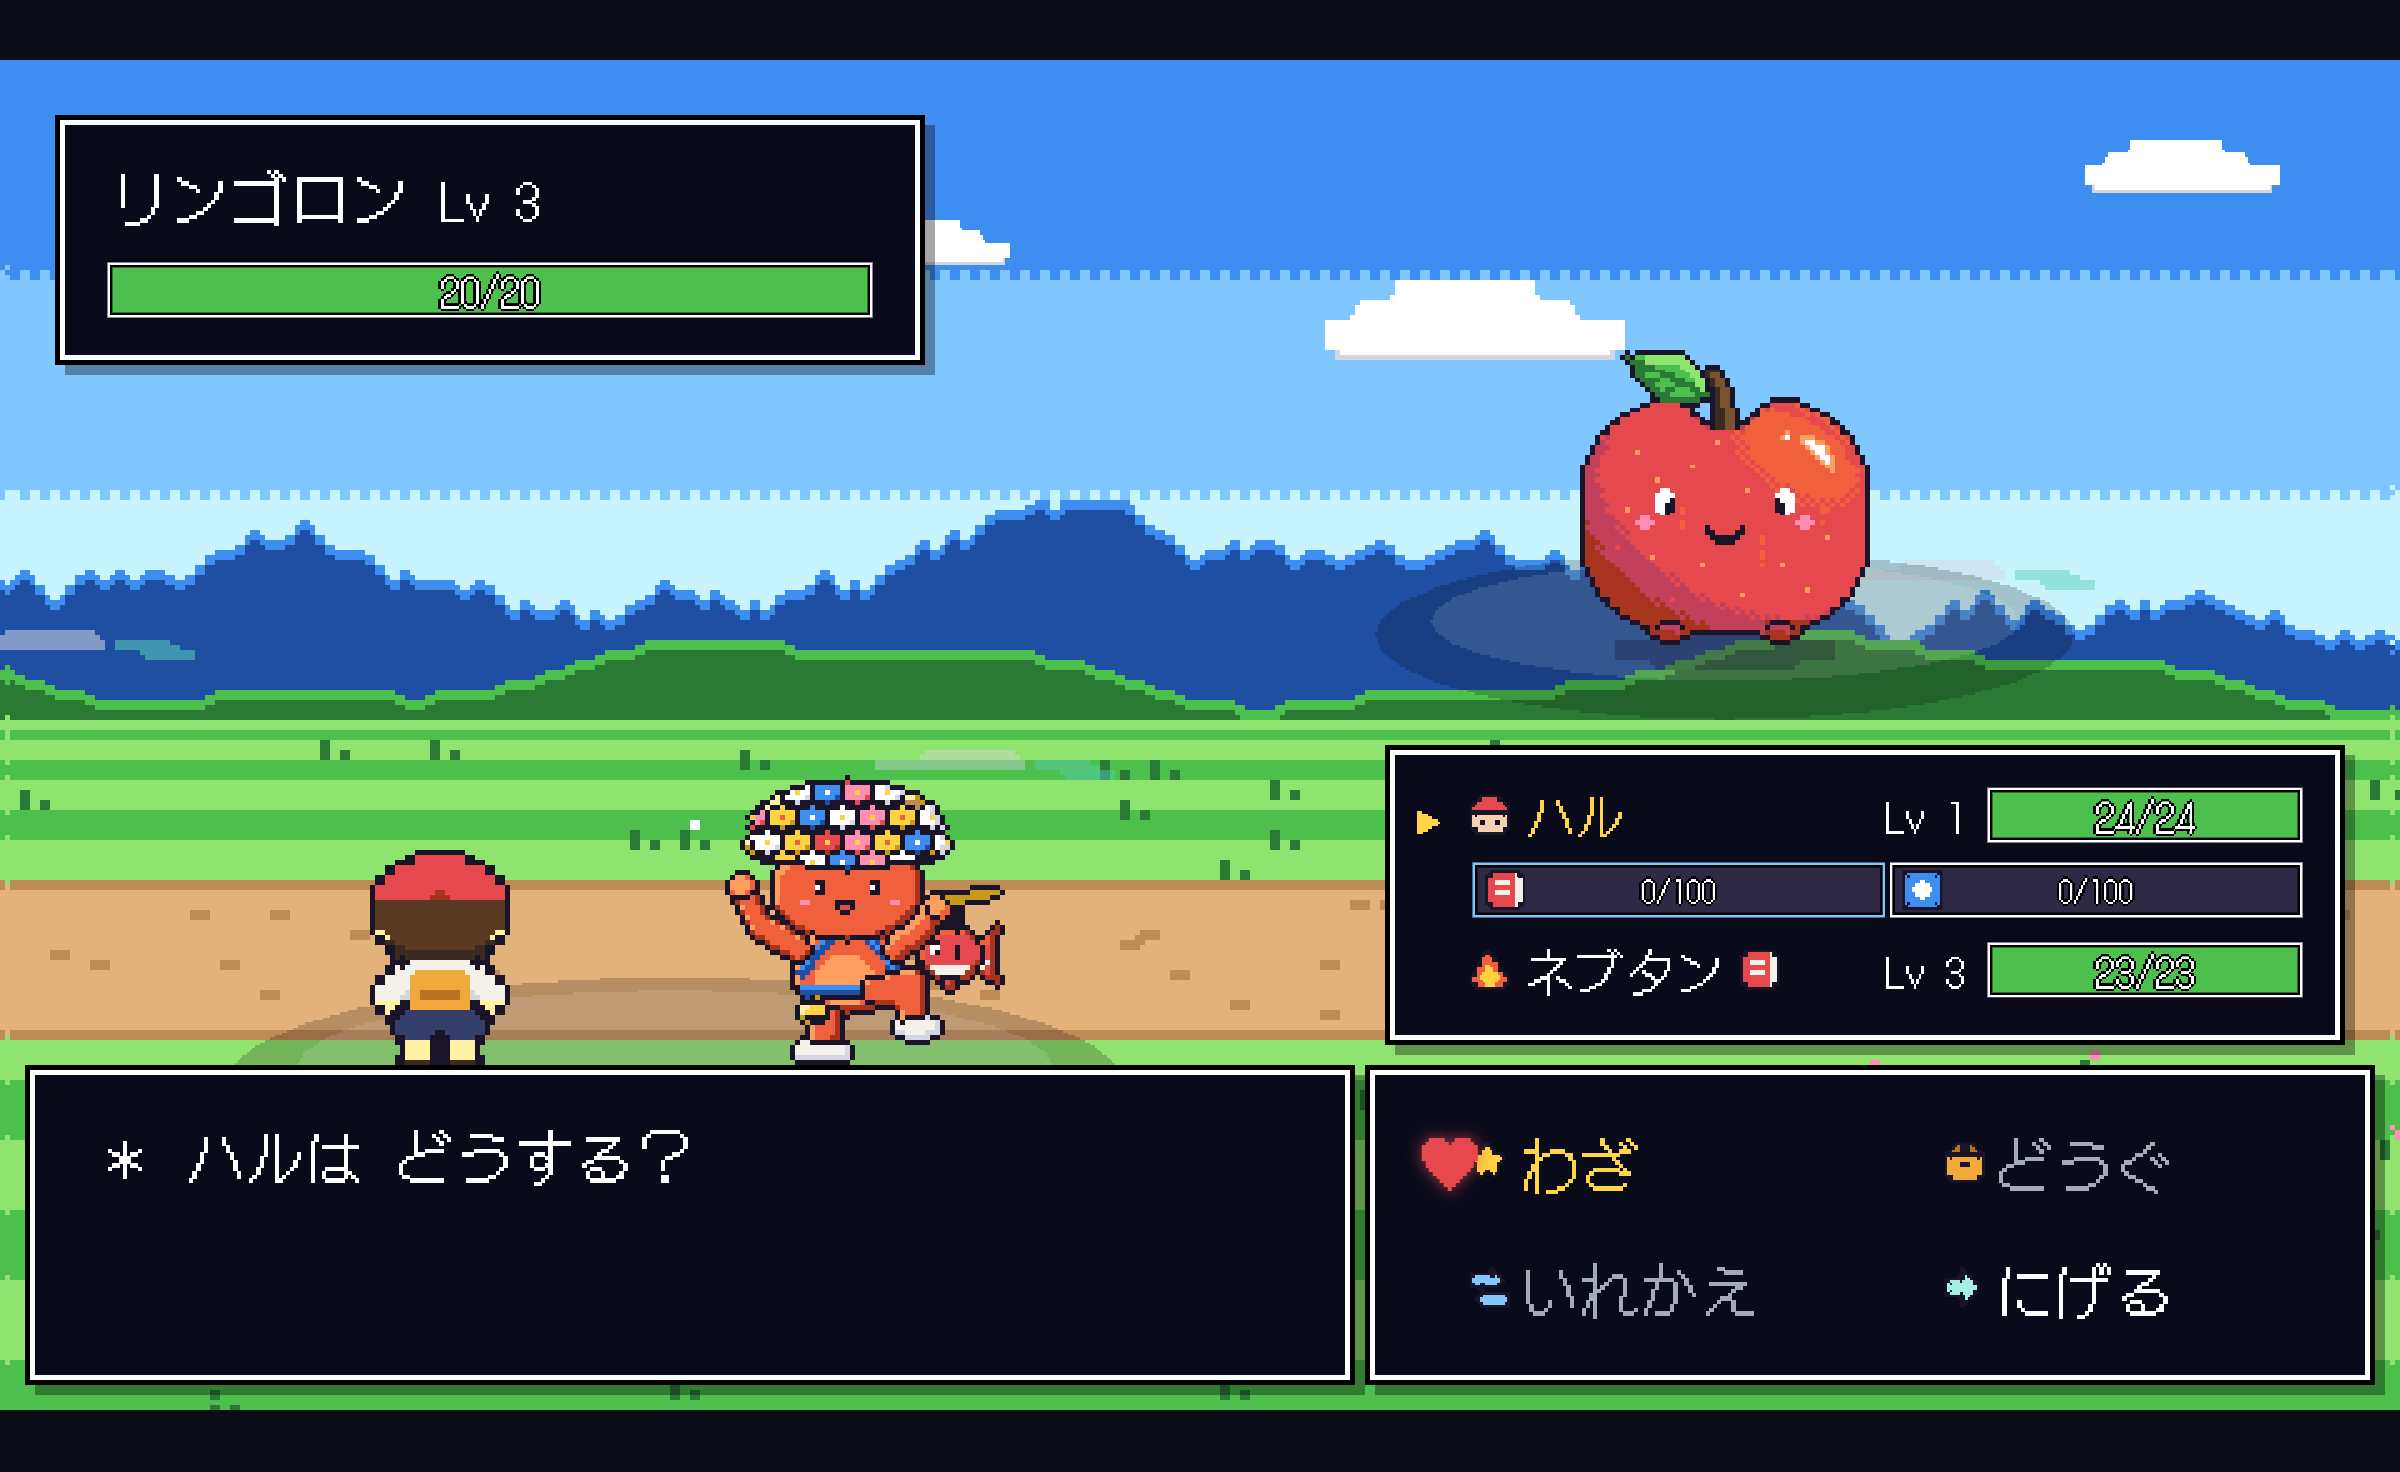 リンゴロン Lv 3
20/20
ハル Lv 1 24/24
0/100 0/100
ネブタン Lv 3 23/23
* ハルは どうする？
わざ どうぐ
いれかえ にげる